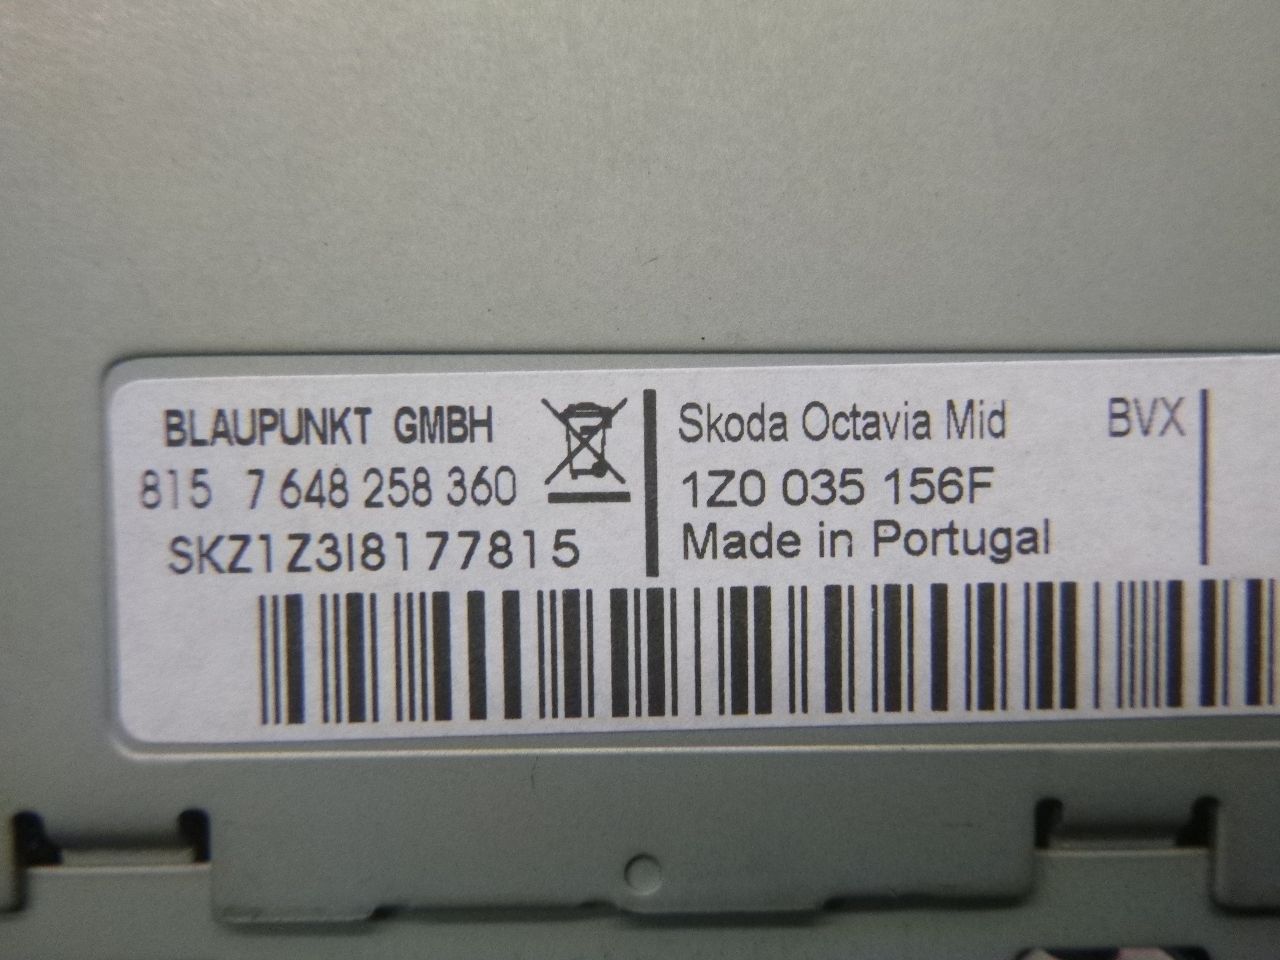 BLAUPUNKT GMBH
815 7 648 258 360
SKZ1Z3I8177815
Skoda Octavia Mid BVX
1Z0 035 156F
Made in Portugal